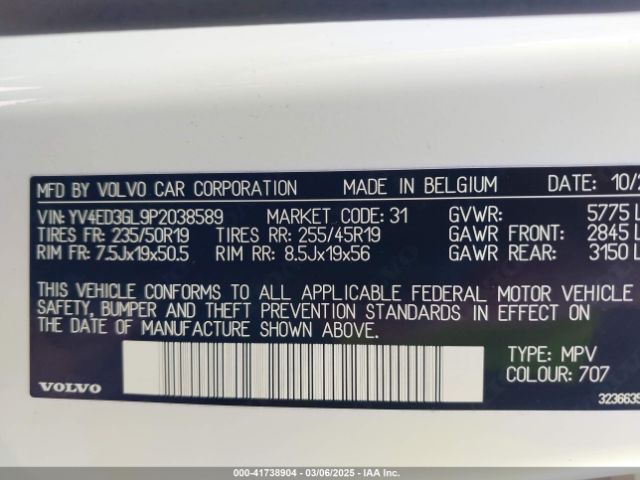 MFD BY VOLVO CAR CORPORATION MADE IN BELGIUM DATE: 10/2
VIN: YV4ED3GL9P2038589 MARKET CODE: 31 GVWR: 5775 L
TIRES FR: 235/50R19 TIRES RR: 255/45R19 GAWR FRONT: 2845 L
RIM FR: 7.5Jx19x50.5 RIM RR: 8.5Jx19x56 GAWR REAR: 3150 L
THIS VEHICLE CONFORMS TO ALL APPLICABLE FEDERAL MOTOR VEHICLE
SAFETY, BUMPER AND THEFT PREVENTION STANDARDS IN EFFECT ON
THE DATE OF MANUFACTURE SHOWN ABOVE.
TYPE: MPV
COLOUR: 707
VOLVO
3236635
000-41738904 | 03/06/2025 - IAA Inc.